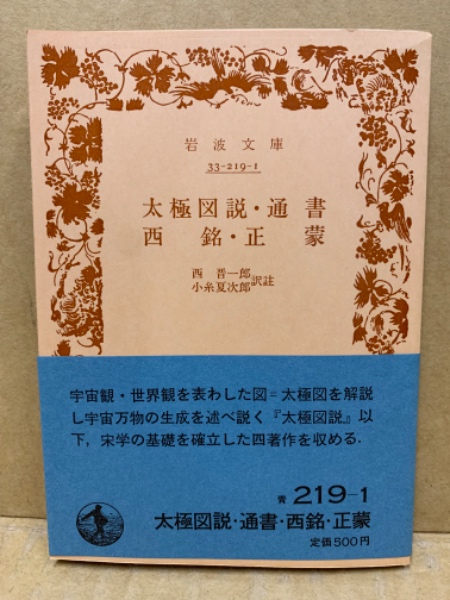 岩波文庫
33-219-1
太極図説・通書
西銘・正蒙
西晋一郎
小糸夏次郎 訳註
宇宙観・世界観を表わした図=太極図を解説
し宇宙万物の生成を述べ説く『太極図説』以
下，宋学の基礎を確立した四著作を収める．
青 219-1
太極図説・通書・西銘・正蒙
定価500円